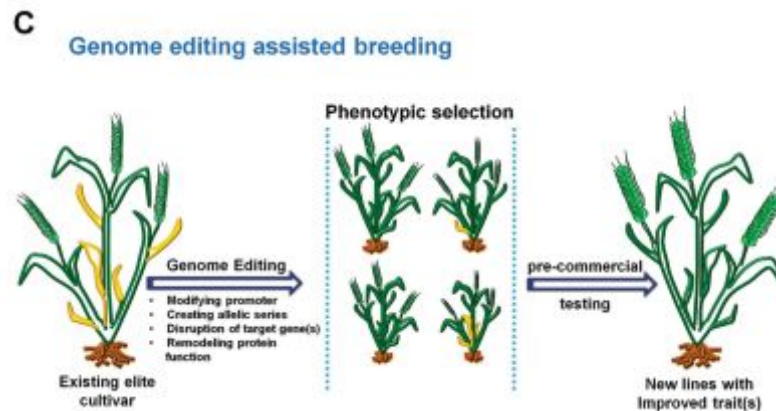 C
Genome editing assisted breeding
Phenotypic selection
Genome Editing
• Modifying promoter
• Creating allelic series
• Disruption of target gene(s)
• Remodeling protein
function
pre-commercial
testing
Existing elite
cultivar
New lines with
Improved trait(s)